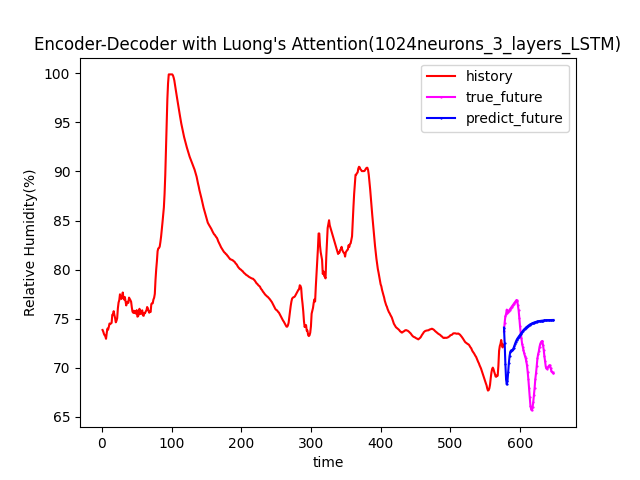 Encoder-Decoder with Luong's Attention(1024neurons_3_layers_LSTM)
history
true_future
predict_future
Relative Humidity(%)
100
95
90
85
80
75
70
65
0
100
200
300
400
500
600
time